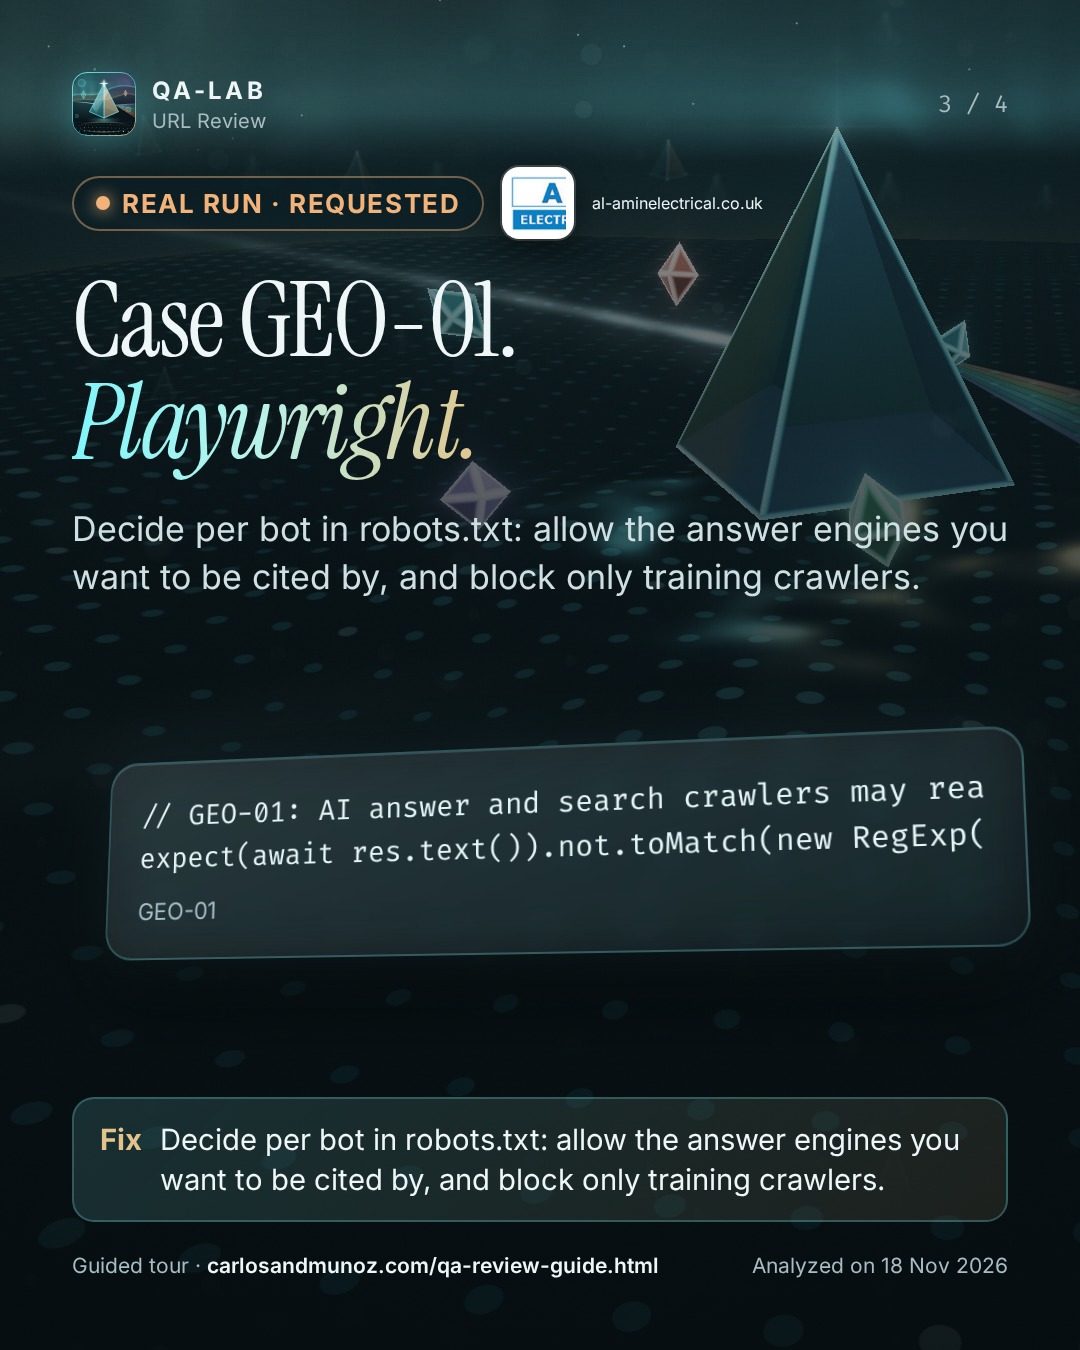 QA-LAB
URL Review
3 / 4
REAL RUN · REQUESTED
A
ELECTR
al-aminelectrical.co.uk
Case GEO-01.
Playwright.
Decide per bot in robots.txt: allow the answer engines you
want to be cited by, and block only training crawlers.
// GEO-01: AI answer and search crawlers may rea
expect(await res.text()).not.toMatch(new RegExp(
GEO-01
Fix Decide per bot in robots.txt: allow the answer engines you
want to be cited by, and block only training crawlers.
Guided tour · carlosandmunoz.com/qa-review-guide.html
Analyzed on 18 Nov 2026